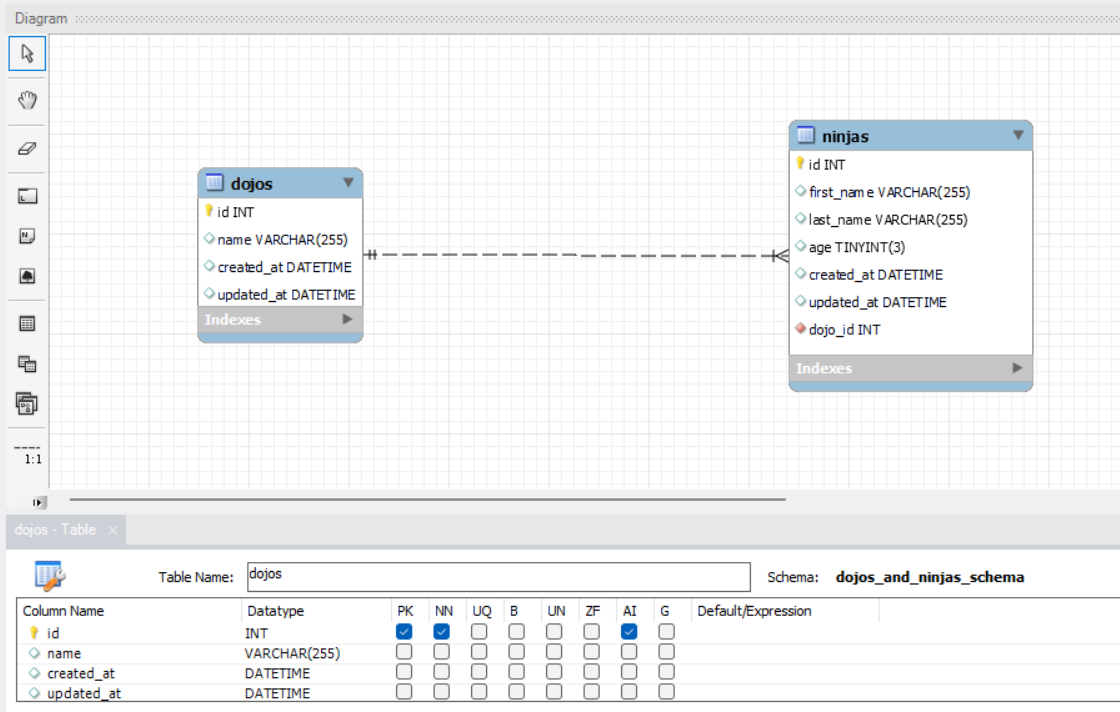 Diagram
dojos
id INT
name VARCHAR(255)
created_at DATETIME
updated_at DATETIME
Indexes
ninjas
id INT
first_name VARCHAR(255)
last_name VARCHAR(255)
age TINYINT(3)
created_at DATETIME
updated_at DATETIME
dojo_id INT
Indexes
1:1
dojos - Table
Table Name: dojos Schema: dojos_and_ninjas_schema
Column Name Datatype PK NN UQ B UN ZF AI G Default/Expression
id INT
name VARCHAR(255)
created_at DATETIME
updated_at DATETIME